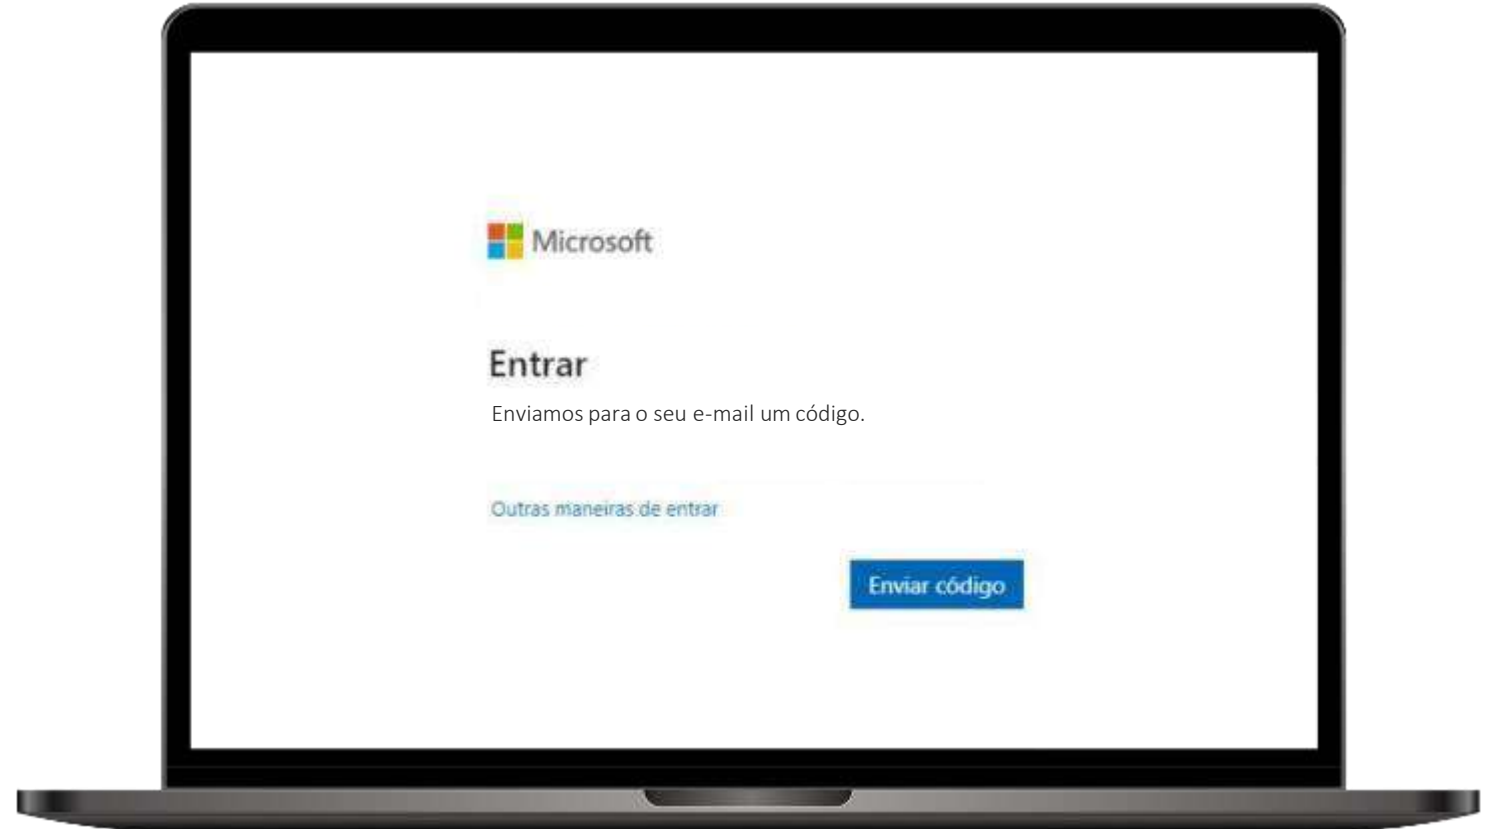 Microsoft
Entrar
Enviamos para o seu e-mail um código.
Outras maneiras de entrar
Enviar código